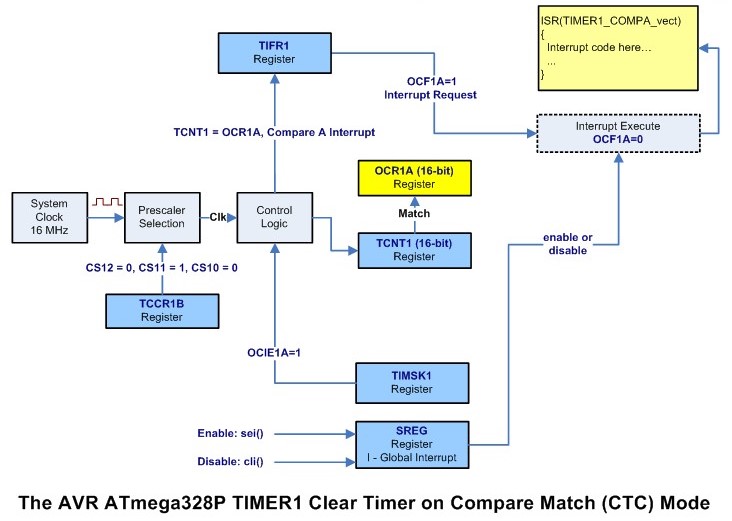 ISR(TIMER1_COMPA_vect)
{
Interrupt code here…
...
}
TIFR1
Register
OCF1A=1
Interrupt Request
TCNT1 = OCR1A, Compare A Interrupt
Interrupt Execute
OCF1A=0
OCR1A (16-bit)
Register
System
Clock
16 MHz
Prescaler
Selection
Clk
Control
Logic
Match
TCNT1 (16-bit)
Register
enable or
disable
CS12 = 0, CS11 = 1, CS10 = 0
TCCR1B
Register
OCIE1A=1
TIMSK1
Register
Enable: sei()
Disable: cli()
SREG
Register
I - Global Interrupt
The AVR ATmega328P TIMER1 Clear Timer on Compare Match (CTC) Mode